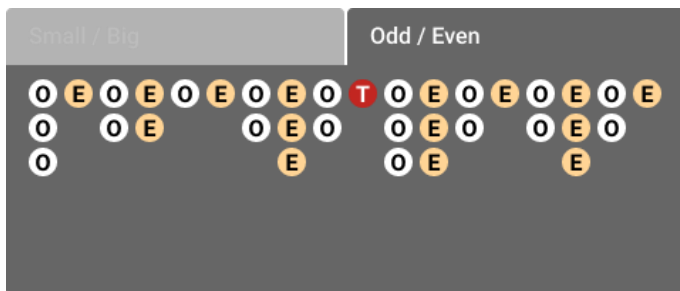 Small / Big
Odd / Even
O E O E O E O E O T O E O E O E O E
O O E O E O O E O O E O
O E O E E